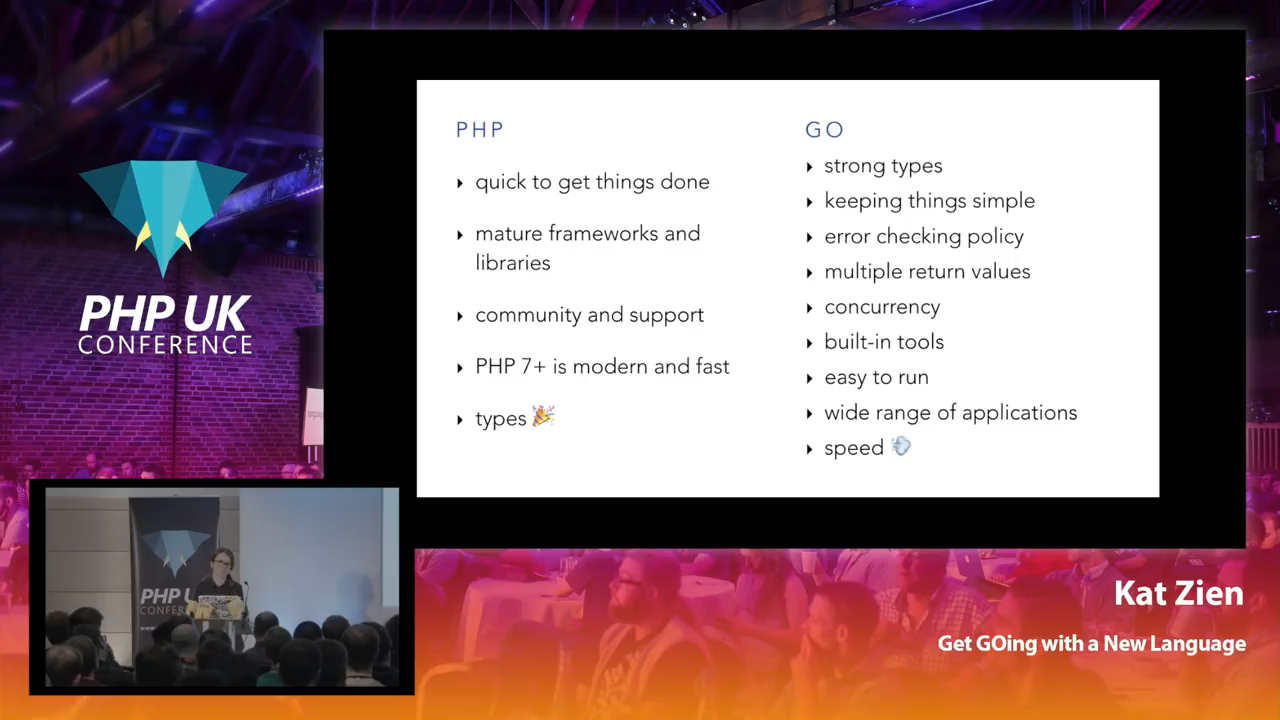 PHP UK
CONFERENCE
PHP
▸ quick to get things done
▸ mature frameworks and
libraries
▸ community and support
▸ PHP 7+ is modern and fast
▸ types 🎉
GO
▸ strong types
▸ keeping things simple
▸ error checking policy
▸ multiple return values
▸ concurrency
▸ built-in tools
▸ easy to run
▸ wide range of applications
▸ speed 💨
PHP U
CONFEREN
Kat Zien
Get GOing with a New Language